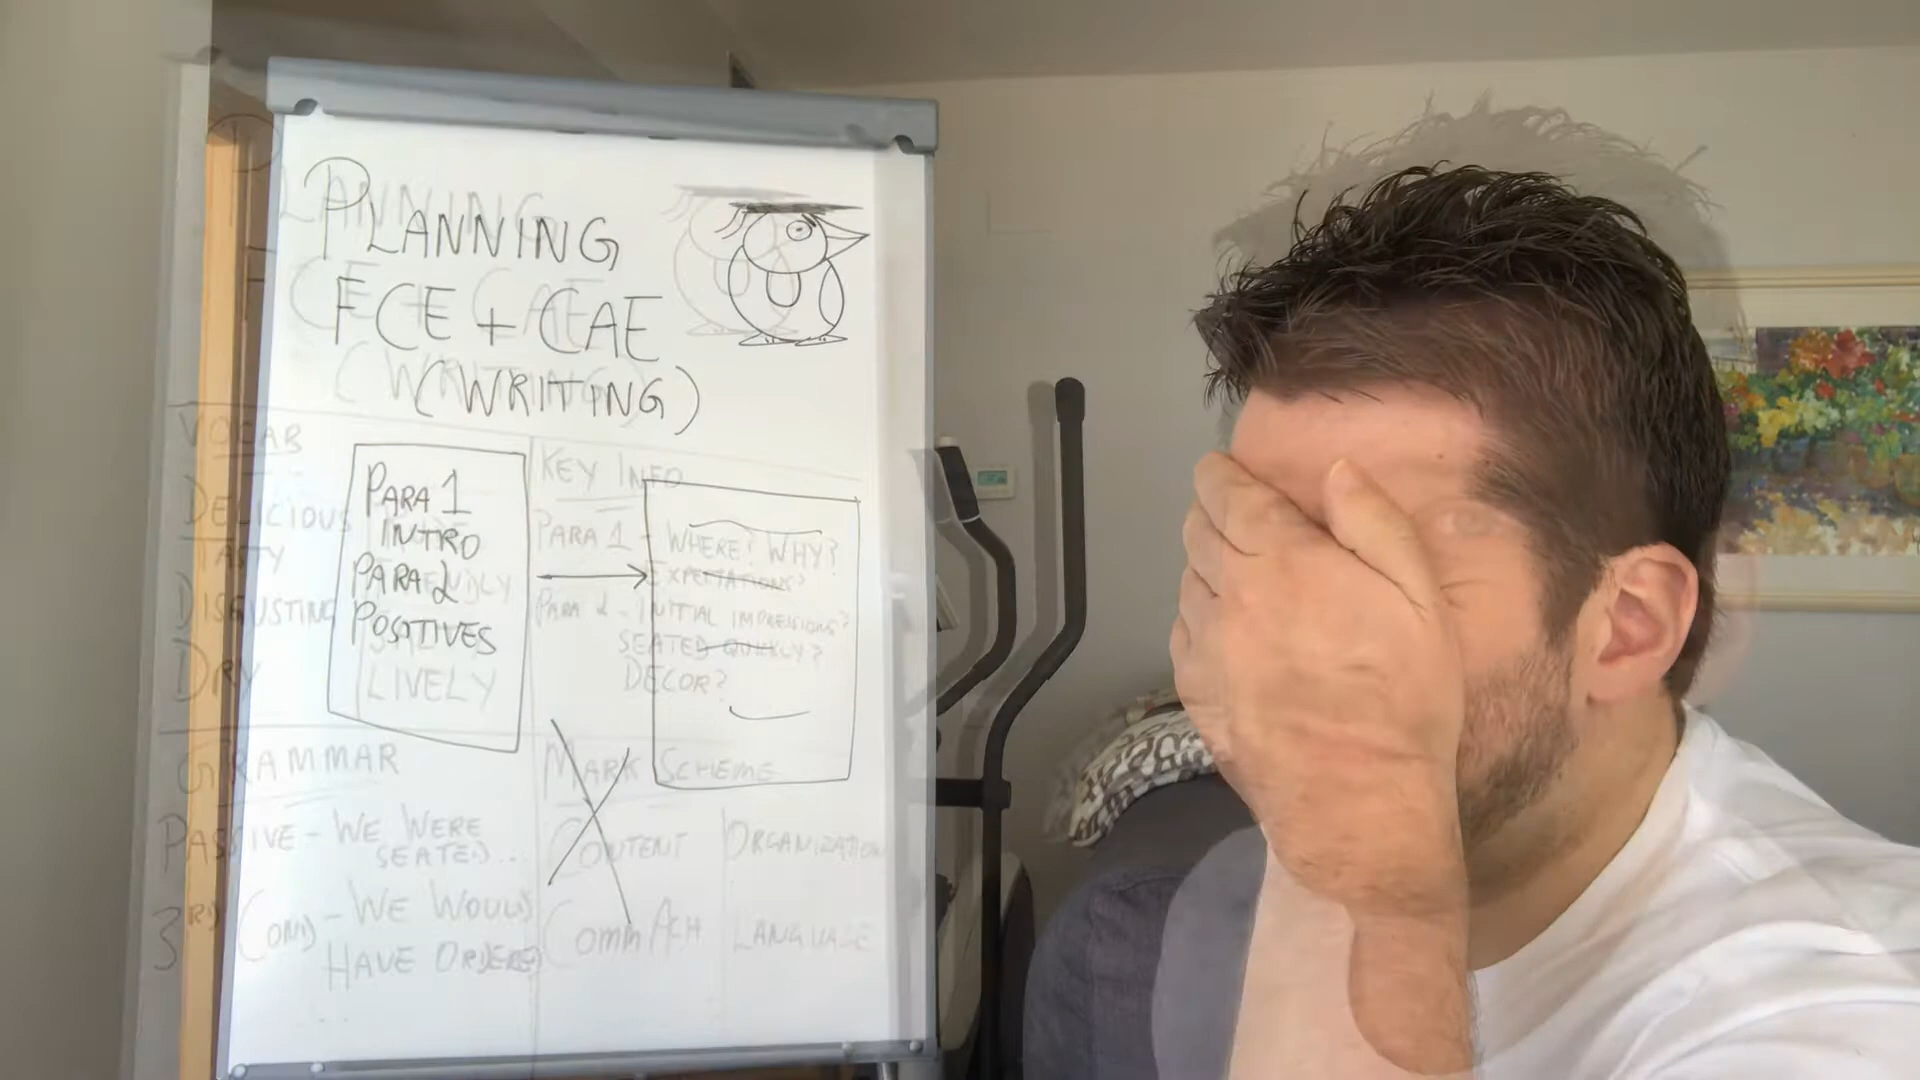 PLANNING
FCE + CAE
(WRITING)
VOCAB
DELICIOUS
TASTY
DISGUSTING
DRY
PARA 1
INTRO
PARA 2
POSITIVES
LIVELY
KEY INFO
PARA 1 - WHERE? WHY?
EXPECTATIONS?
PARA 2 - INITIAL IMPRESSIONS?
SEATED QUICKLY?
DECOR?
GRAMMAR
PASSIVE - WE WERE
SEATED...
3RD COND - WE WOULD
HAVE ORDERED
MARK SCHEME
CONTENT
ORGANIZATION
COMM ACH
LANGUAGE